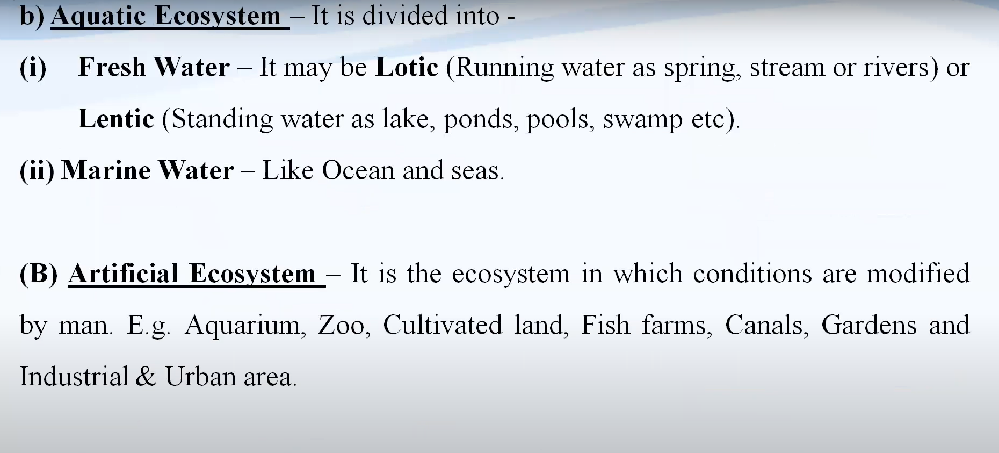 b) Aquatic Ecosystem – It is divided into -
(i) Fresh Water – It may be Lotic (Running water as spring, stream or rivers) or
Lentic (Standing water as lake, ponds, pools, swamp etc).
(ii) Marine Water – Like Ocean and seas.
(B) Artificial Ecosystem – It is the ecosystem in which conditions are modified
by man. E.g. Aquarium, Zoo, Cultivated land, Fish farms, Canals, Gardens and
Industrial & Urban area.